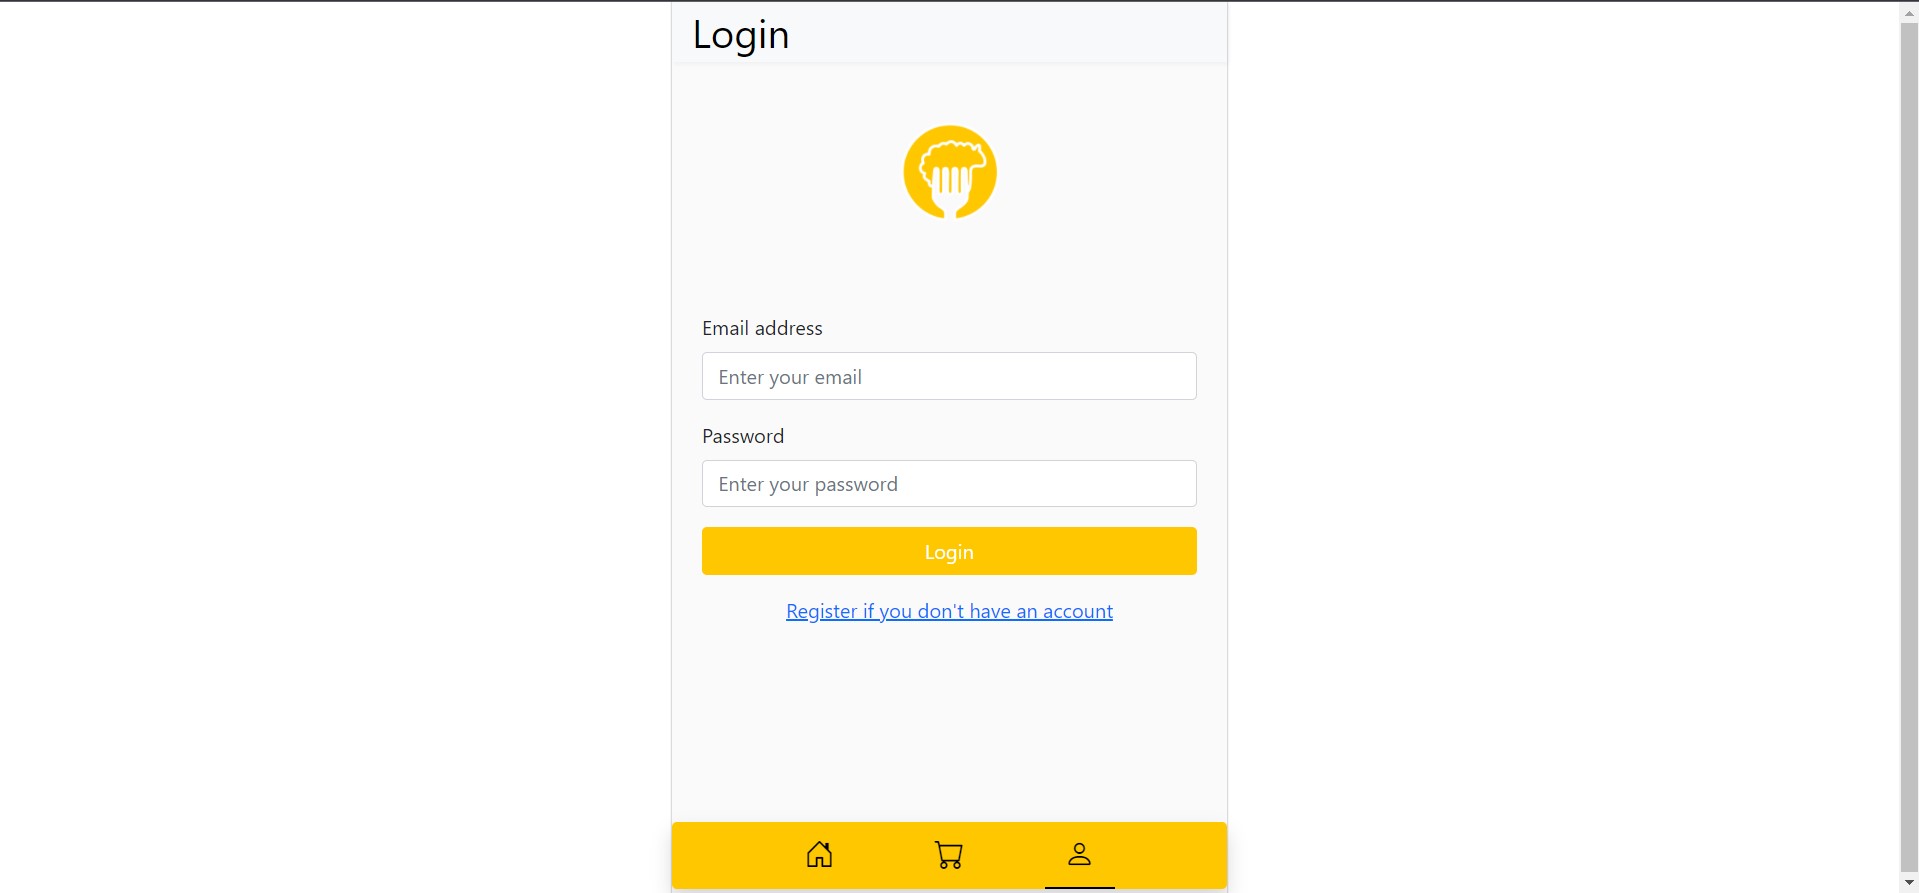 Login
Email address
Enter your email
Password
Enter your password
Login
Register if you don't have an account